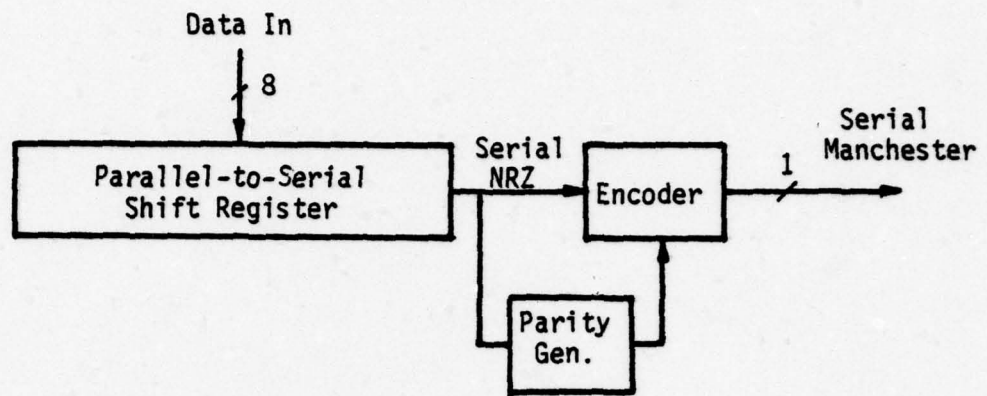 Data In
8
Parallel-to-Serial
Shift Register
Serial
NRZ
Encoder
1
Serial
Manchester
Parity
Gen.